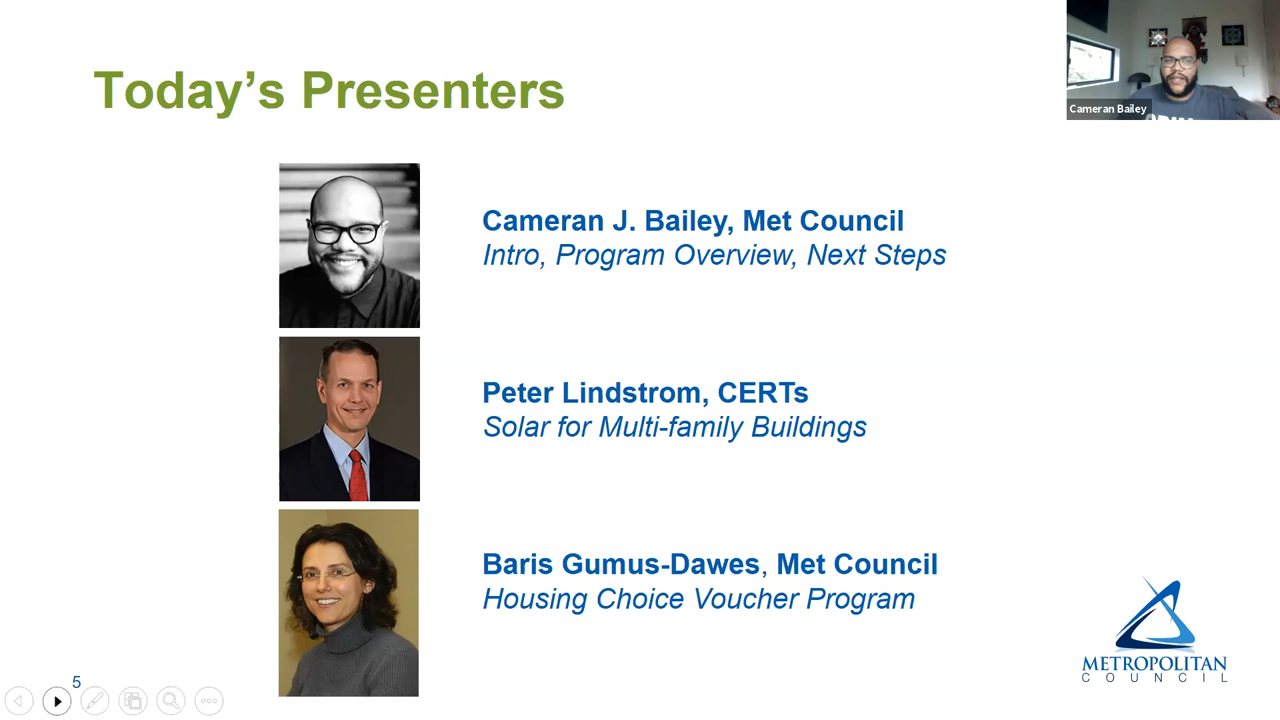 Today's Presenters
Cameran Bailey
Cameran J. Bailey, Met Council
Intro, Program Overview, Next Steps
Peter Lindstrom, CERTs
Solar for Multi-family Buildings
Baris Gumus-Dawes, Met Council
Housing Choice Voucher Program
METROPOLITAN
COUNCIL
5